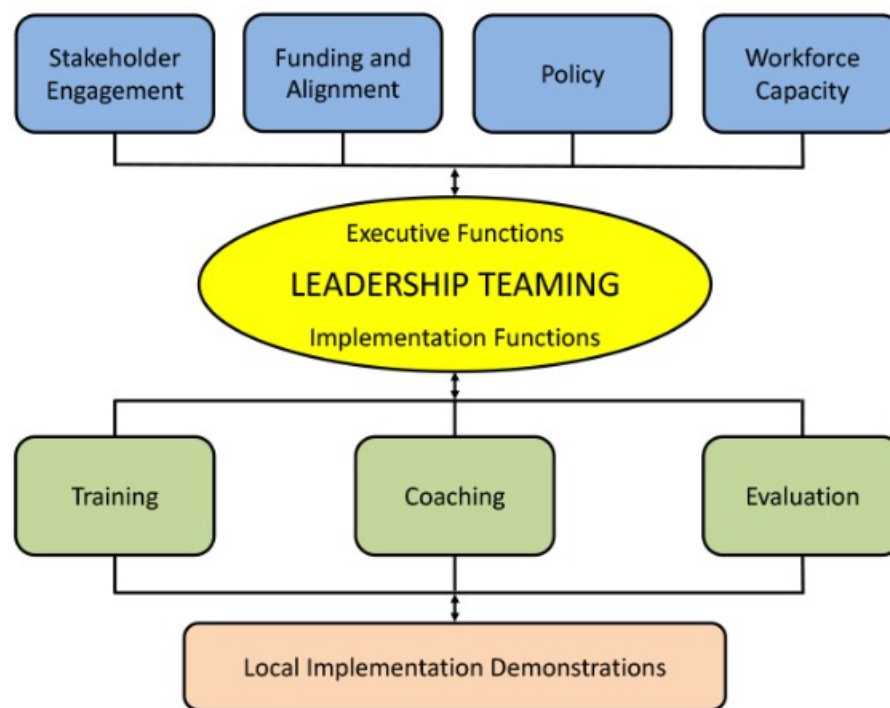 Stakeholder
Engagement
Funding and
Alignment
Policy
Workforce
Capacity
Executive Functions
LEADERSHIP TEAMING
Implementation Functions
Training
Coaching
Evaluation
Local Implementation Demonstrations